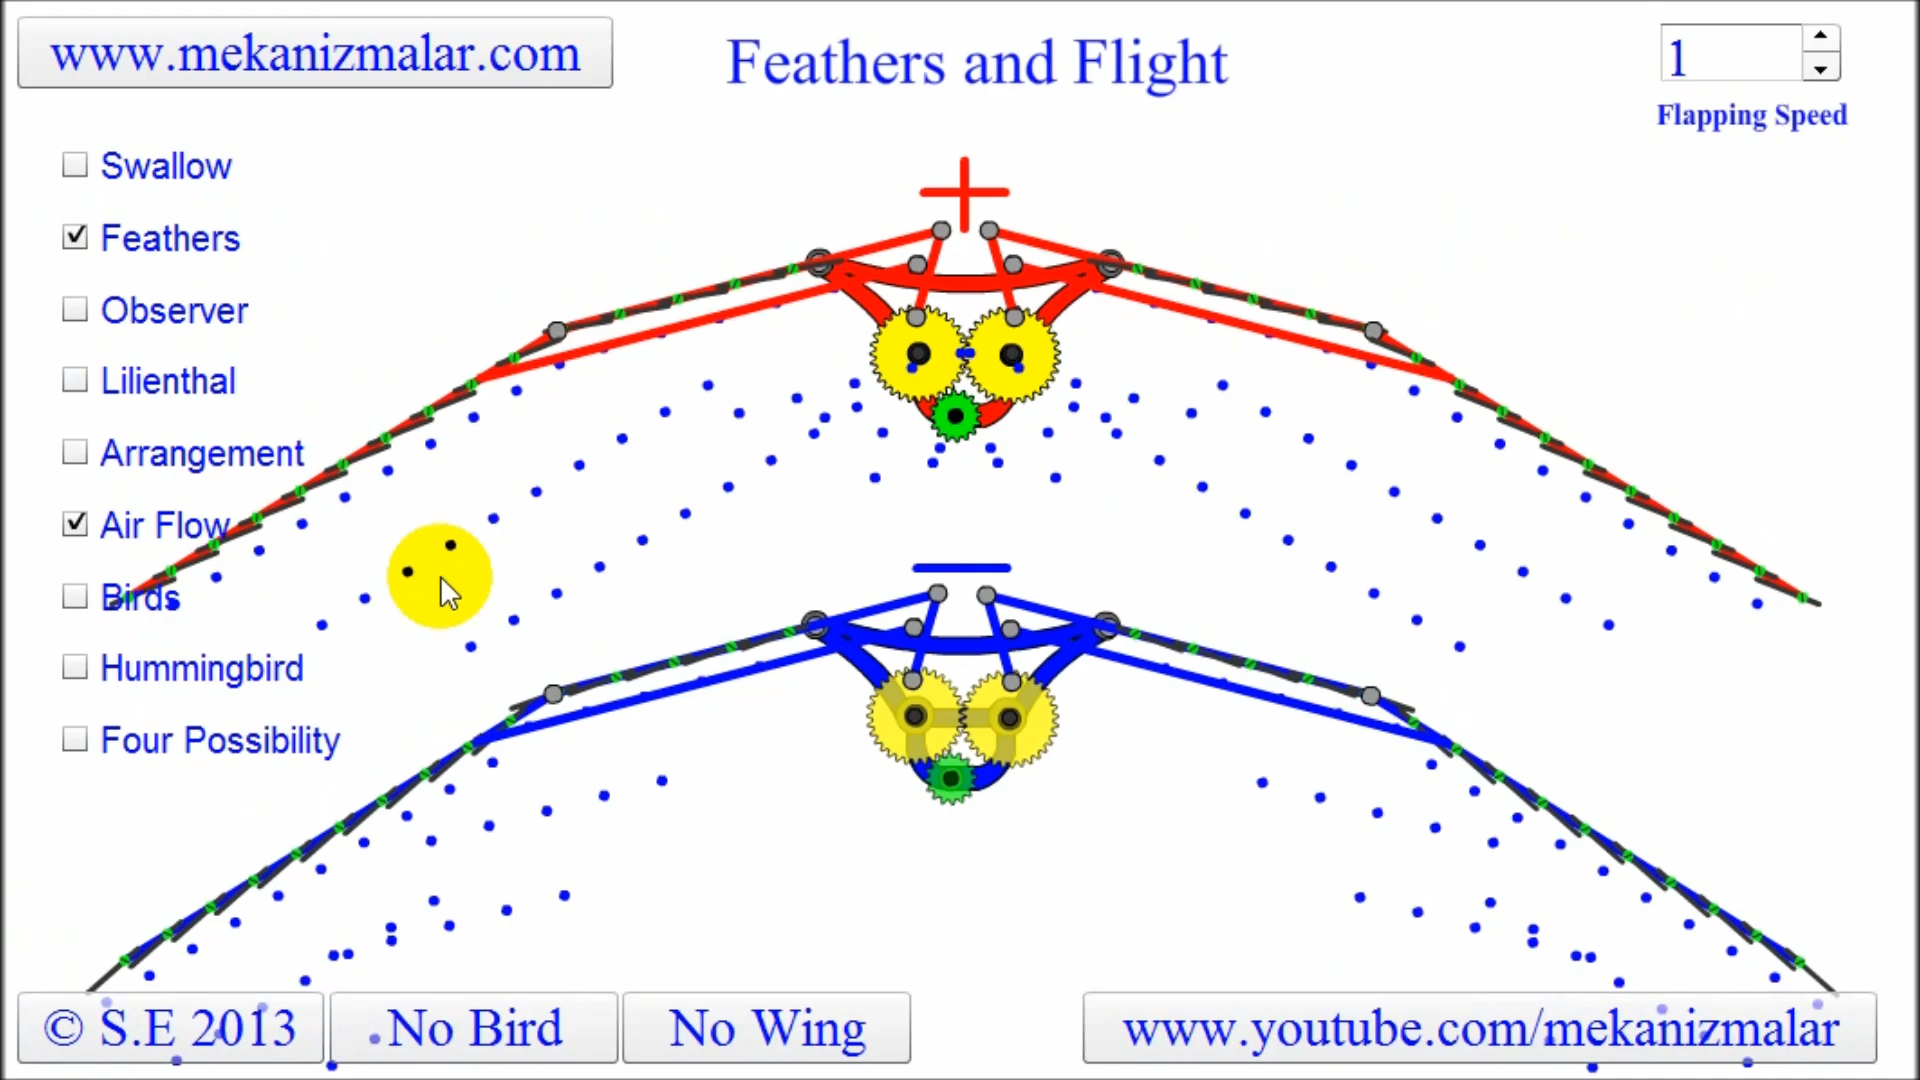 www.mekanizmalar.com
Feathers and Flight
1
Flapping Speed
Swallow
Feathers
Observer
Lilienthal
Arrangement
Air Flow
Birds
Hummingbird
Four Possibility
© S.E 2013
No Bird
No Wing
www.youtube.com/mekanizmalar